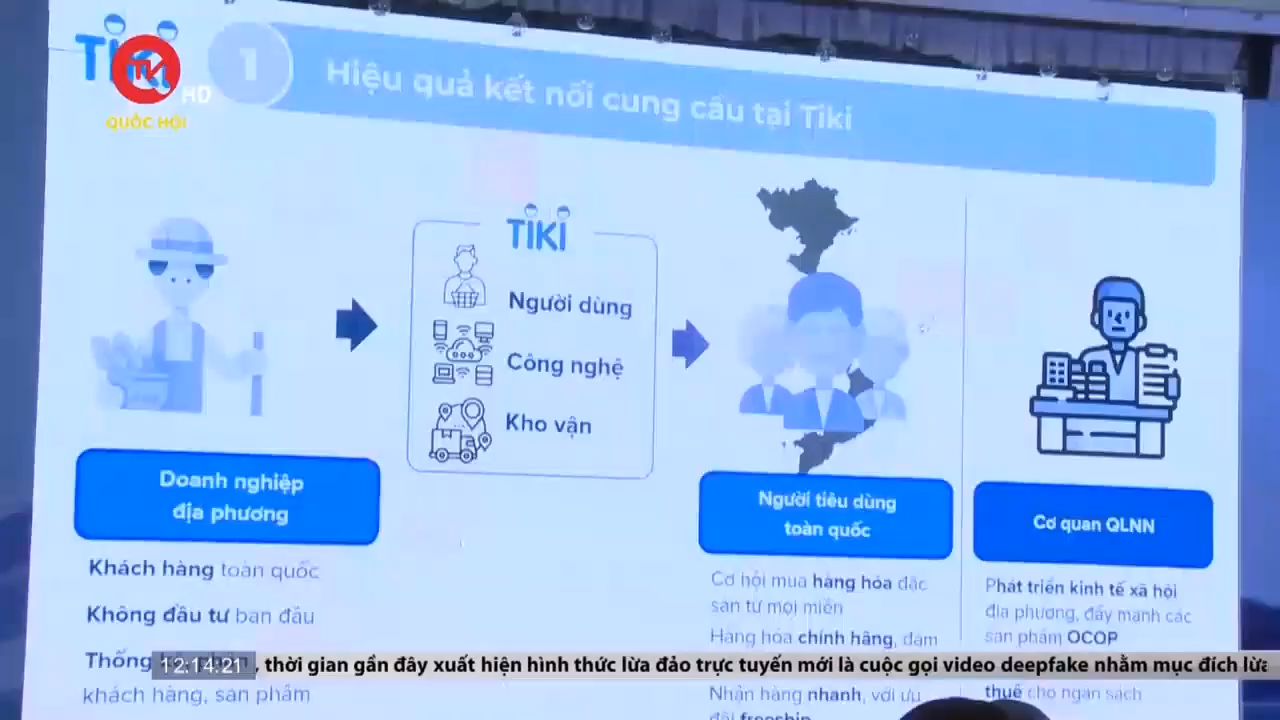 TIKI
TV
HD
QUỐC HỘI
1
Hiệu quả kết nối cung cầu tại Tiki
TIKI
Người dùng
Công nghệ
Kho vận
Doanh nghiệp
địa phương
Khách hàng toàn quốc
Không đầu tư ban đầu
Thống
khách hàng, sản phẩm
Người tiêu dùng
toàn quốc
Cơ hội mua hàng hóa đặc
sản từ mọi miền
Hàng hóa chính hãng, đảm
Nhận hàng nhanh, với ưu
đãi freeship
Cơ quan QLNN
Phát triển kinh tế xã hội
địa phương, đẩy mạnh các
sản phẩm OCOP
thuế cho ngân sách
12:14:21
, thời gian gần đây xuất hiện hình thức lừa đảo trực tuyến mới là cuộc gọi video deepfake nhằm mục đích lừa